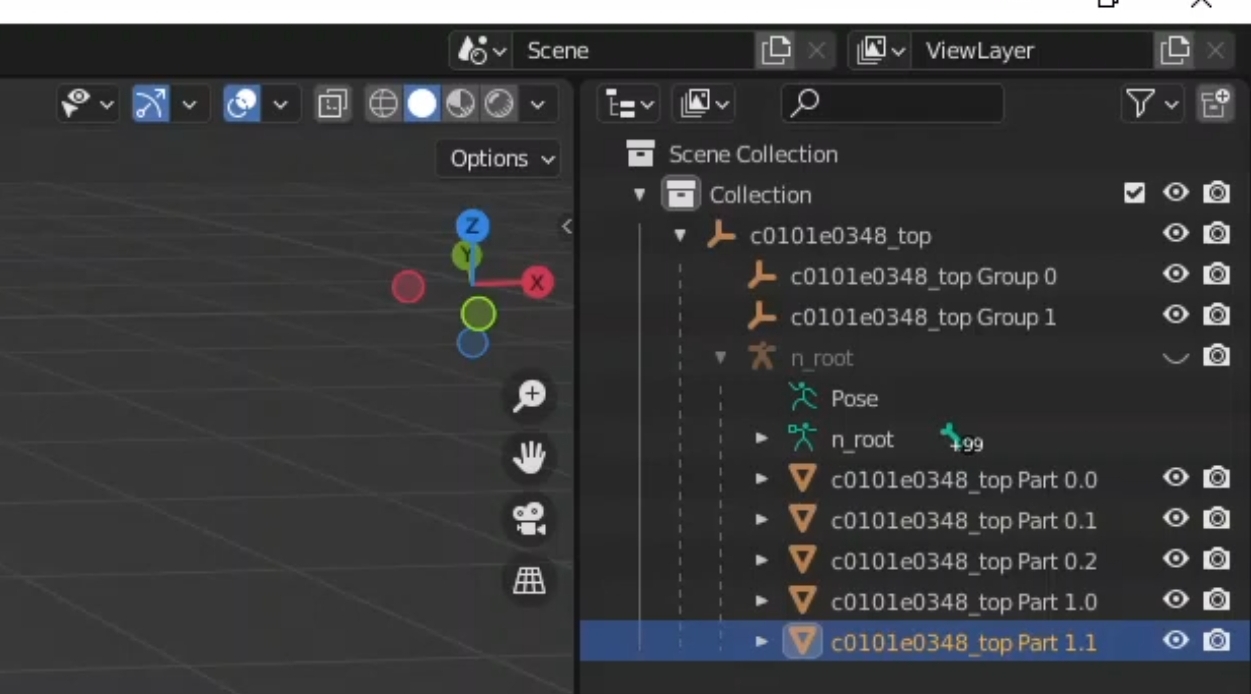 Scene
ViewLayer
Options
Scene Collection
Collection
Z
Y
X
c0101e0348_top
c0101e0348_top Group 0
c0101e0348_top Group 1
n_root
Pose
n_root +99
c0101e0348_top Part 0.0
c0101e0348_top Part 0.1
c0101e0348_top Part 0.2
c0101e0348_top Part 1.0
c0101e0348_top Part 1.1